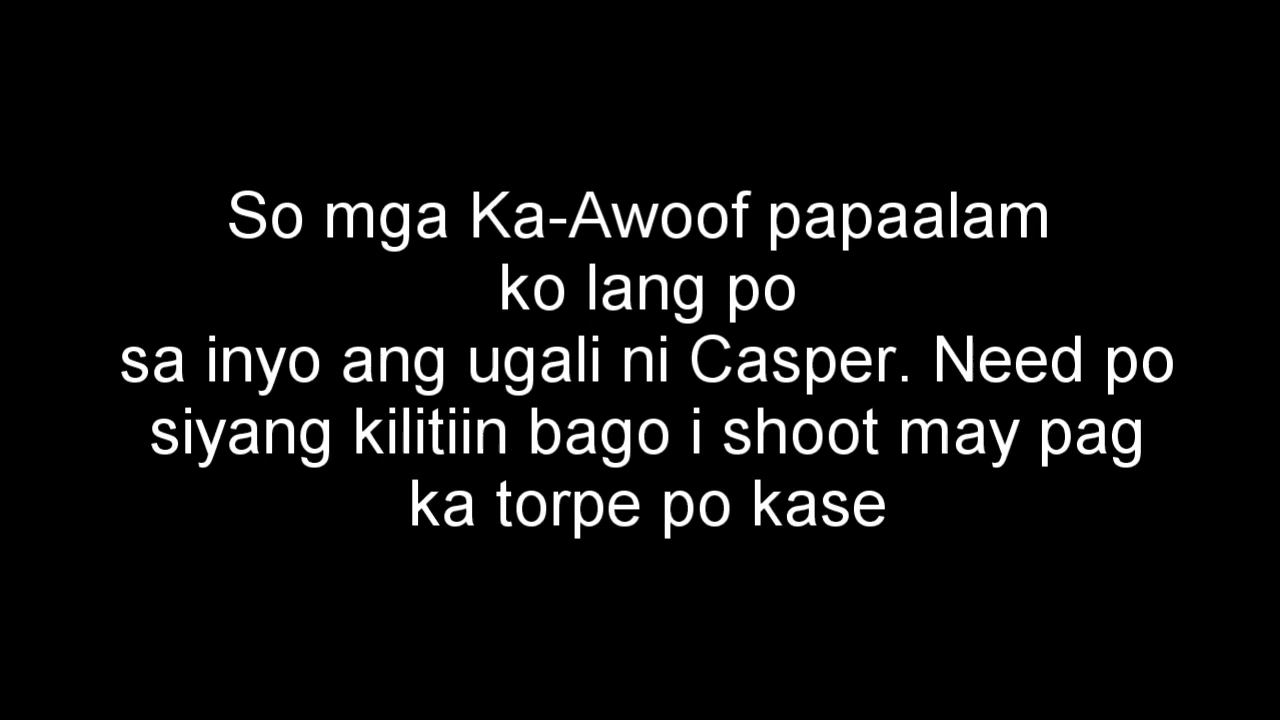 So mga Ka-Awoof papaalam
ko lang po
sa inyo ang ugali ni Casper. Need po
siyang kilitiin bago i shoot may pag
ka torpe po kase